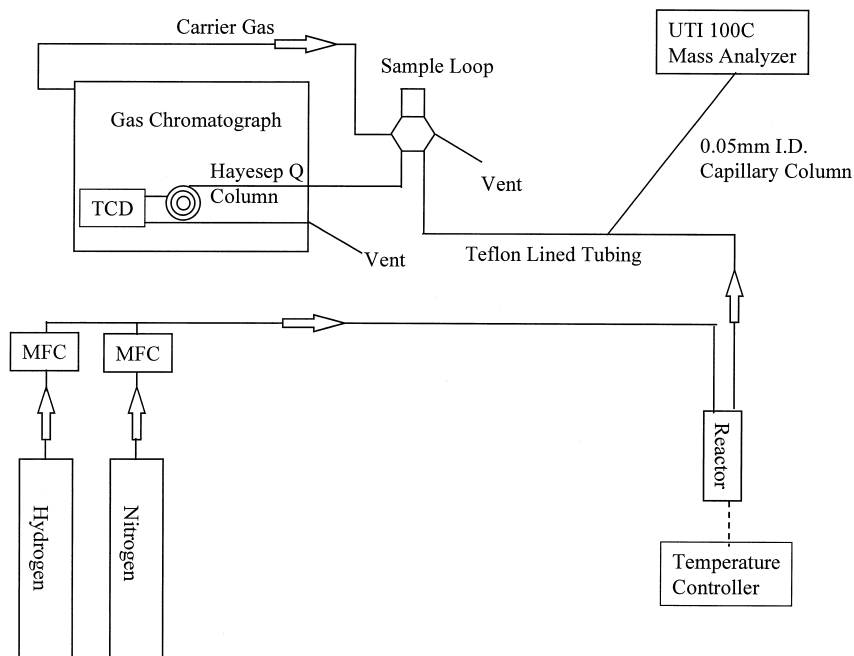 Carrier Gas
UTI 100C
Mass Analyzer
Sample Loop
Gas Chromatograph
0.05mm I.D.
Capillary Column
Hayesep Q
Column
Vent
TCD
Vent
Teflon Lined Tubing
MFC
MFC
Reactor
Hydrogen
Nitrogen
Temperature
Controller